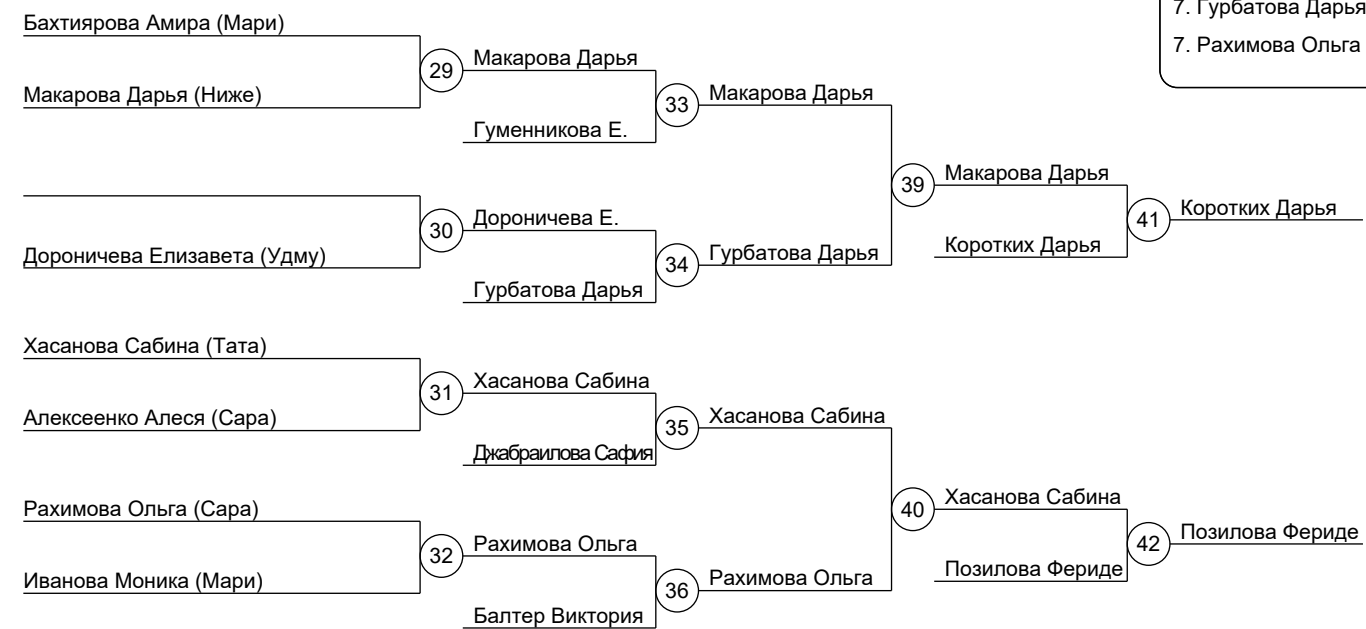 7. Гурбатова Дарья
7. Рахимова Ольга
Бахтиярова Амира (Мари)
Макарова Дарья (Ниже)
29
Макарова Дарья
Гуменникова Е.
33
Макарова Дарья
30
Дороничева Елизавета (Удму)
Дороничева Е.
Гурбатова Дарья
34
Гурбатова Дарья
39
Макарова Дарья
Коротких Дарья
41
Коротких Дарья
Хасанова Сабина (Тата)
Алексеенко Алеся (Сара)
31
Хасанова Сабина
Джабраилова Сафия
35
Хасанова Сабина
Рахимова Ольга (Сара)
Иванова Моника (Мари)
32
Рахимова Ольга
Балтер Виктория
36
Рахимова Ольга
40
Хасанова Сабина
Позилова Фериде
42
Позилова Фериде